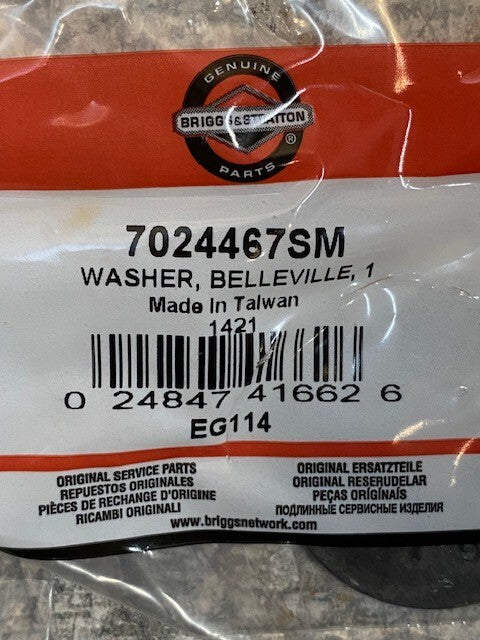 GENUINE
BRIGGS&STRATTON
®
PARTS
7024467SM
WASHER, BELLEVILLE, 1
Made In Taiwan
1421
0 24847 41662 6
EG114
ORIGINAL SERVICE PARTS
REPUESTOS ORIGINALES
PIÈCES DE RECHANGE D'ORIGINE
RICAMBI ORIGINALI
ORIGINAL ERSATZTEILE
ORIGINAL RESERUDELAR
PEÇAS ORIGÍNAIS
ПОДЛИННЫЕ СЕРВИСНЫЕ ИЗДЕЛИЯ
www.briggsnetwork.com